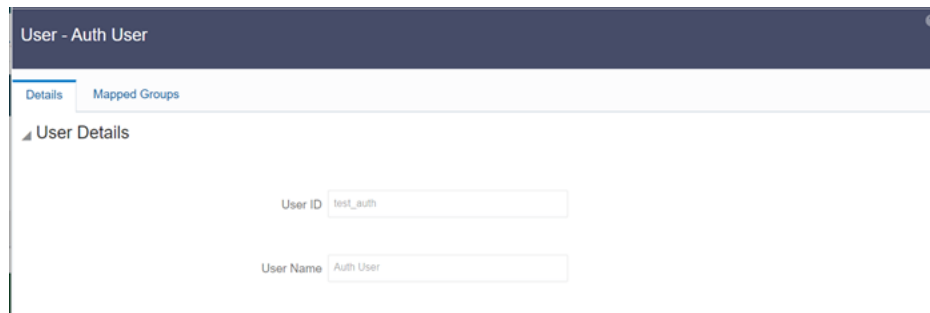 User - Auth User
Details Mapped Groups
User Details
User ID test_auth
User Name Auth User